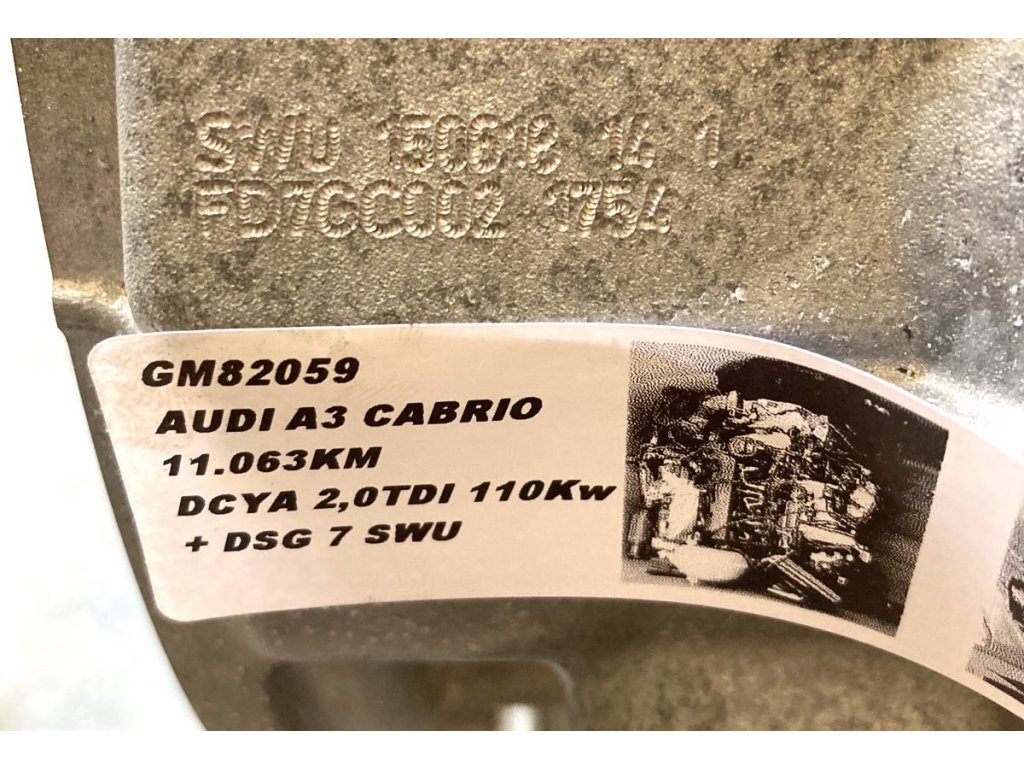 SWU 150618 14 1
FD7GC002 1754
GM82059
AUDI A3 CABRIO
11.063KM
DCYA 2,0TDI 110Kw
+ DSG 7 SWU